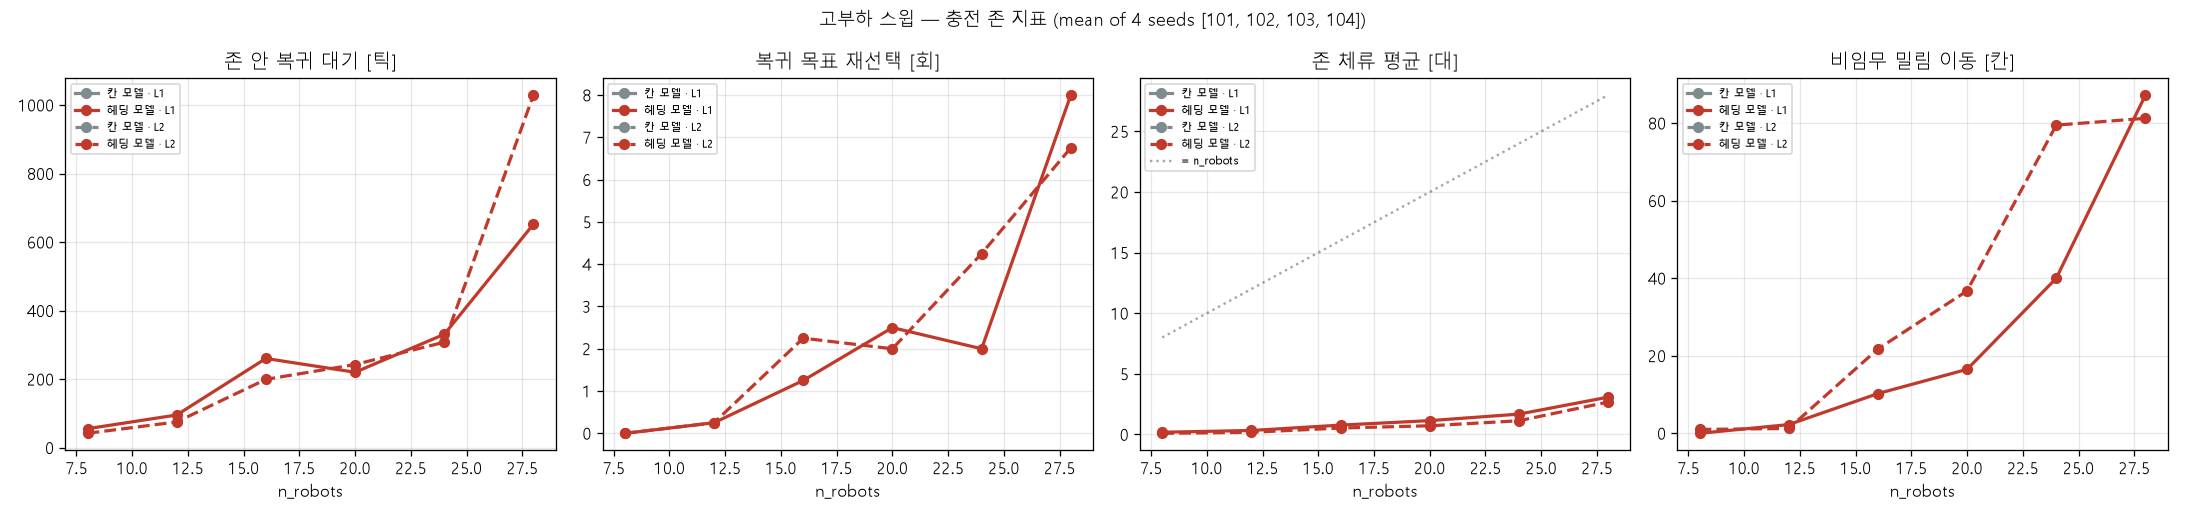 고부하 스윕 — 충전 존 지표 (mean of 4 seeds [101, 102, 103, 104])
존 안 복귀 대기 [틱]
칸 모델 · L1
헤딩 모델 · L1
칸 모델 · L2
헤딩 모델 · L2
1000
800
600
400
200
0
7.5 10.0 12.5 15.0 17.5 20.0 22.5 25.0 27.5
n_robots
복귀 목표 재선택 [회]
칸 모델 · L1
헤딩 모델 · L1
칸 모델 · L2
헤딩 모델 · L2
8
7
6
5
4
3
2
1
0
7.5 10.0 12.5 15.0 17.5 20.0 22.5 25.0 27.5
n_robots
존 체류 평균 [대]
칸 모델 · L1
헤딩 모델 · L1
칸 모델 · L2
헤딩 모델 · L2
= n_robots
25
20
15
10
5
0
7.5 10.0 12.5 15.0 17.5 20.0 22.5 25.0 27.5
n_robots
비임무 밀림 이동 [칸]
칸 모델 · L1
헤딩 모델 · L1
칸 모델 · L2
헤딩 모델 · L2
80
60
40
20
0
7.5 10.0 12.5 15.0 17.5 20.0 22.5 25.0 27.5
n_robots